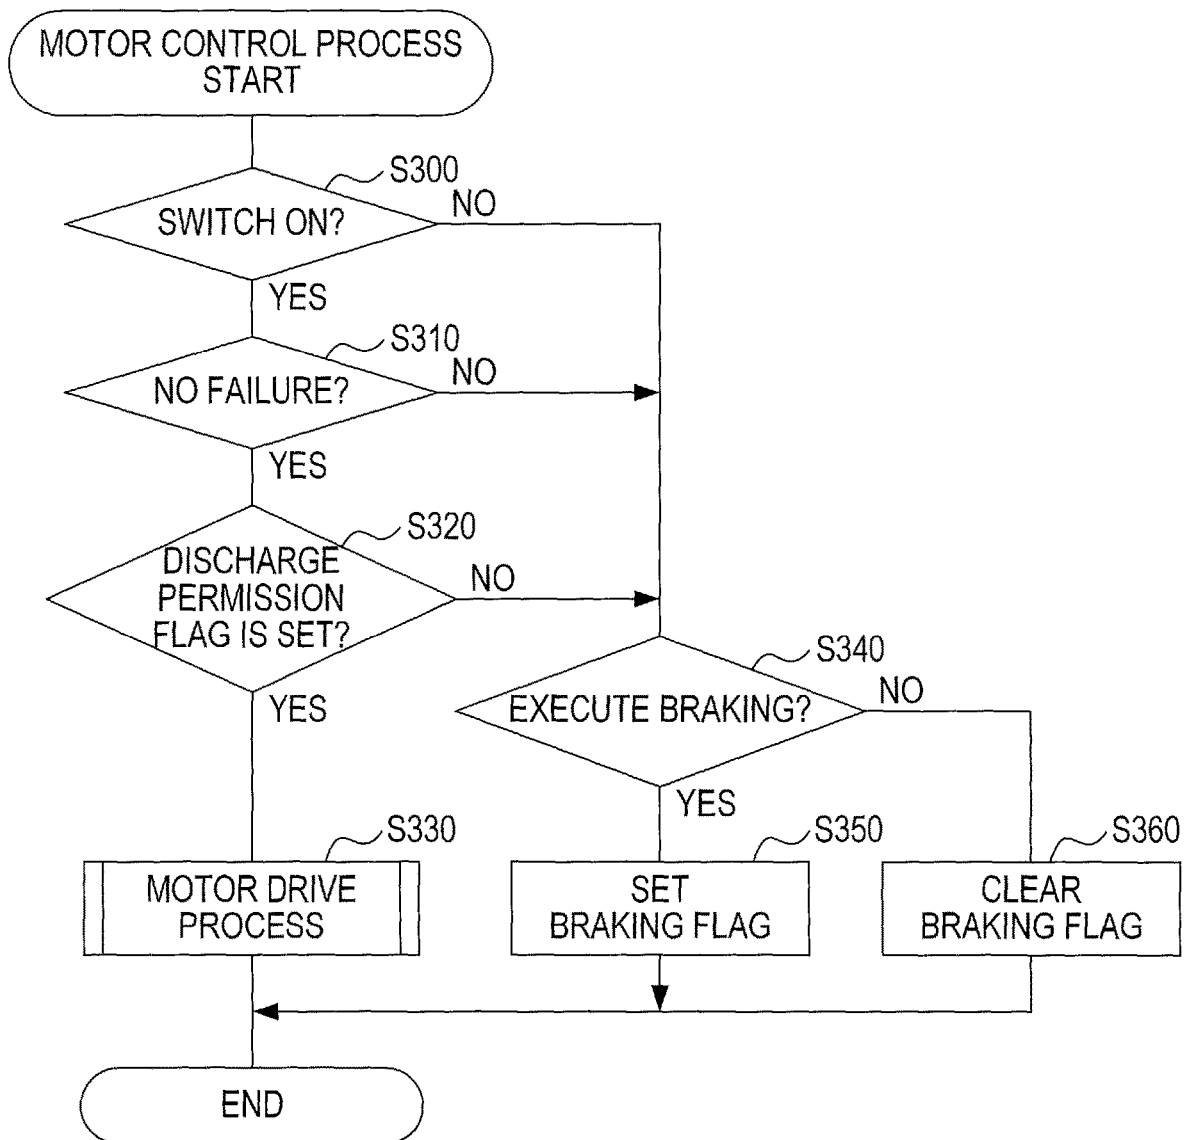 MOTOR CONTROL PROCESS
START
S300
SWITCH ON?
NO
YES
S310
NO FAILURE?
NO
YES
S320
DISCHARGE
PERMISSION
FLAG IS SET?
NO
YES
S340
EXECUTE BRAKING?
NO
YES
S330
MOTOR DRIVE
PROCESS
S350
SET
BRAKING FLAG
S360
CLEAR
BRAKING FLAG
END